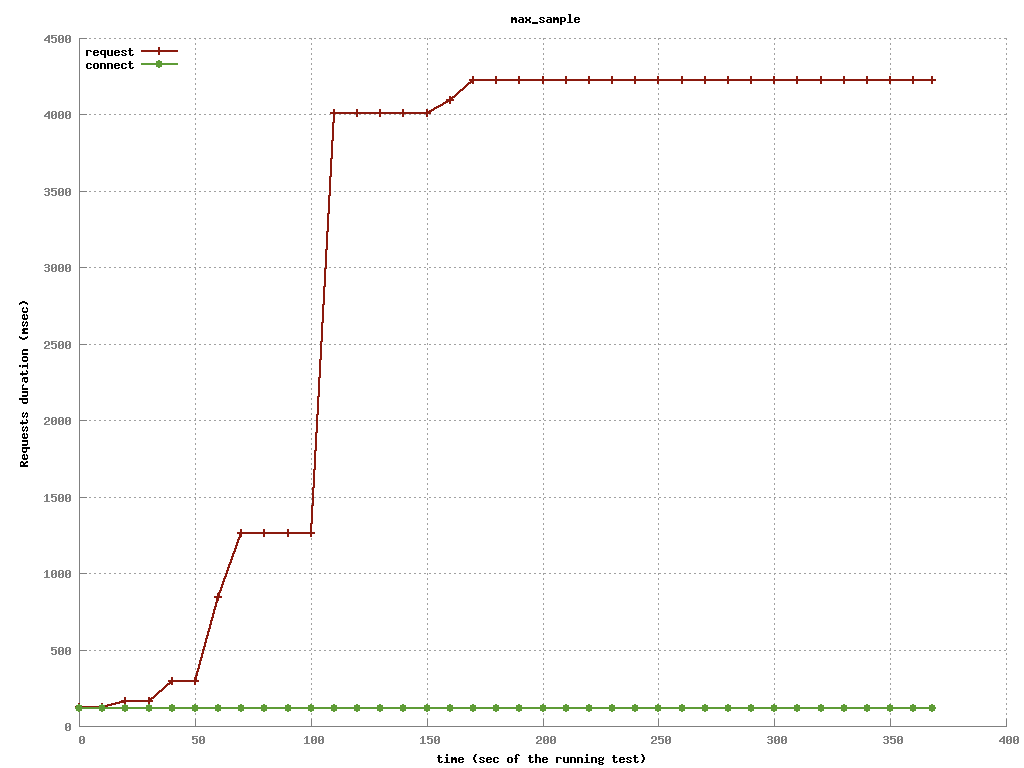 max_sample
4500
request
connect
4000
3500
3000
2500
2000
1500
1000
500
0
Requests duration (msec)
0 50 100 150 200 250 300 350 400
time (sec of the running test)